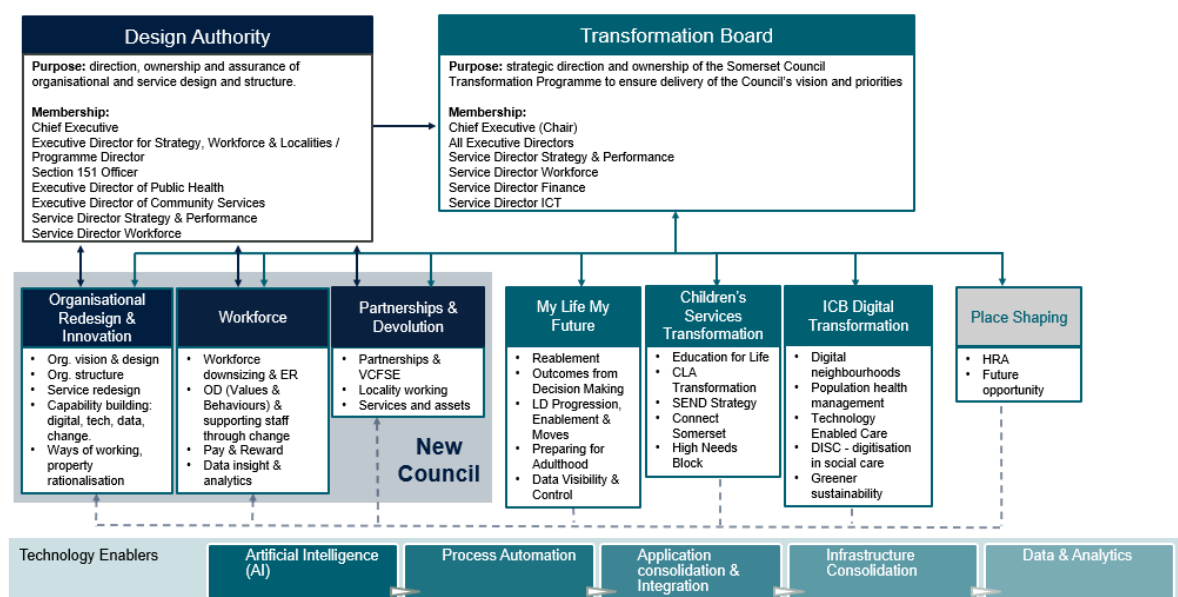 Design Authority
Purpose: direction, ownership and assurance of
organisational and service design and structure.
Membership:
Chief Executive
Executive Director for Strategy, Workforce & Localities /
Programme Director
Section 151 Officer
Executive Director of Public Health
Executive Director of Community Services
Service Director Strategy & Performance
Service Director Workforce
Transformation Board
Purpose: strategic direction and ownership of the Somerset Council
Transformation Programme to ensure delivery of the Council's vision and priorities
Membership:
Chief Executive (Chair)
All Executive Directors
Service Director Strategy & Performance
Service Director Workforce
Service Director Finance
Service Director ICT
Organisational
Redesign &
Innovation
• Org. vision & design
• Org. structure
• Service redesign
• Capability building:
digital, tech, data,
change.
• Ways of working,
property
rationalisation
Workforce
• Workforce
downsizing & ER
• OD (Values &
Behaviours) &
supporting staff
through change
• Pay & Reward
• Data insight &
analytics
Partnerships &
Devolution
• Partnerships &
VCFSE
• Locality working
• Services and assets
New
Council
My Life My
Future
• Reablement
• Outcomes from
Decision Making
• LD Progression,
Enablement &
Moves
• Preparing for
Adulthood
• Data Visibility &
Control
Children's
Services
Transformation
• Education for Life
• CLA
Transformation
• SEND Strategy
• Connect
Somerset
• High Needs
Block
ICB Digital
Transformation
• Digital
neighbourhoods
• Population health
management
• Technology
Enabled Care
• DISC - digitisation
in social care
• Greener
sustainability
Place Shaping
• HRA
• Future
opportunity
Technology Enablers
Artificial Intelligence
(AI)
Process Automation
Application
consolidation &
Integration
Infrastructure
Consolidation
Data & Analytics